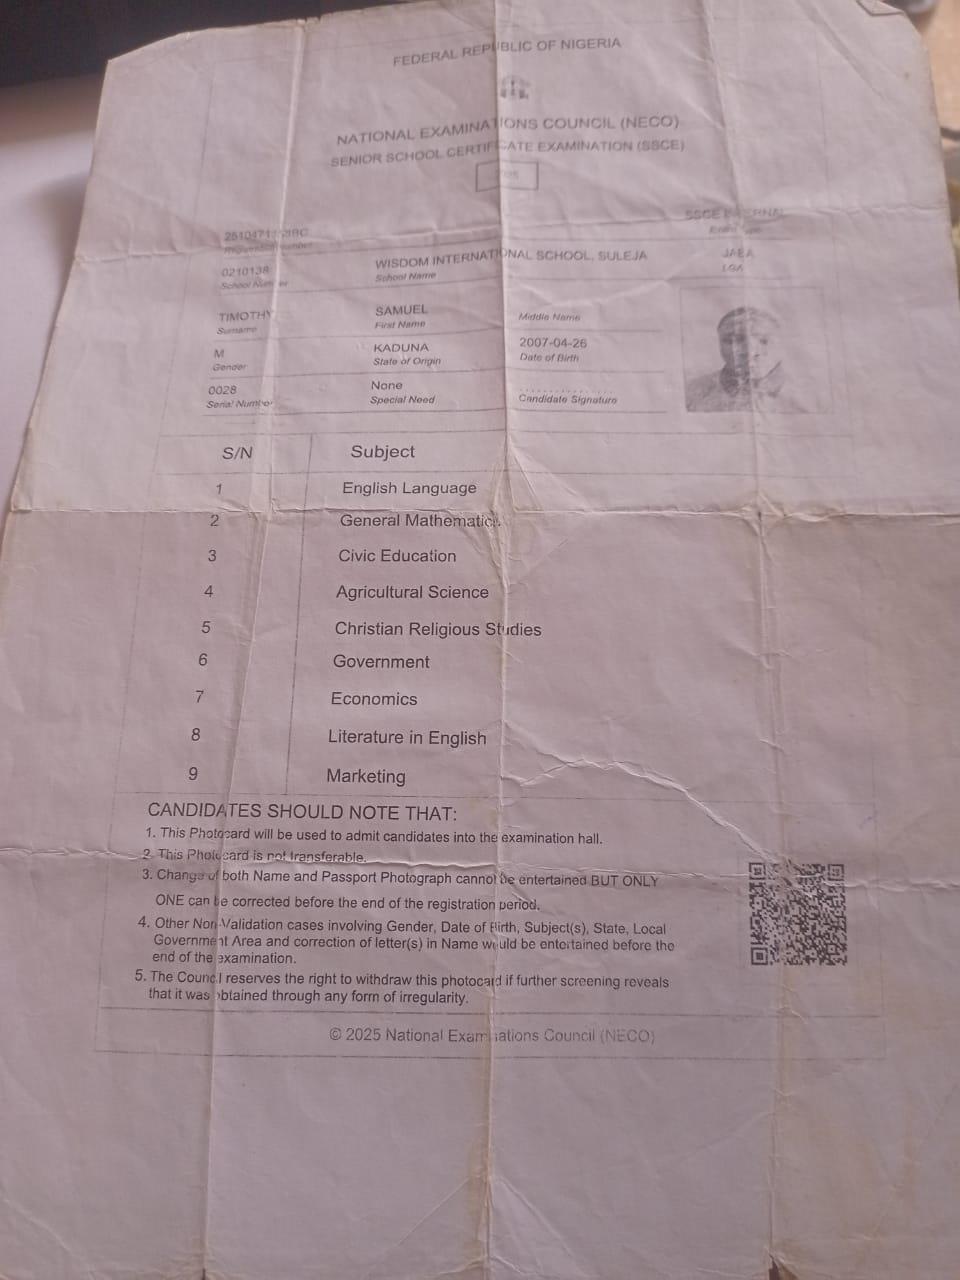 FEDERAL REPUBLIC OF NIGERIA
NATIONAL EXAMINATIONS COUNCIL (NECO)
SENIOR SCHOOL CERTIFICATE EXAMINATION (SSCE)
SSCE INTERNAL
Registration Number
Exam Type
0210138 WISDOM INTERNATIONAL SCHOOL, SULEJA
School Number School Name LGA
TIMOTHY SAMUEL
Surname First Name Middle Name
M KADUNA 2007-04-26
Gender State of Origin Date of Birth
0028 None
Serial Number Special Need Candidate Signature
S/N Subject
1 English Language
2 General Mathematics
3 Civic Education
4 Agricultural Science
5 Christian Religious Studies
6 Government
7 Economics
8 Literature in English
9 Marketing
CANDIDATES SHOULD NOTE THAT:
1. This Photocard will be used to admit candidates into the examination hall.
2. This Photocard is not transferable.
3. Change of both Name and Passport Photograph cannot be entertained BUT ONLY
ONE can be corrected before the end of the registration period.
4. Other Non-Validation cases involving Gender, Date of Birth, Subject(s), State, Local
Government Area and correction of letter(s) in Name would be entertained before the
end of the examination.
5. The Council reserves the right to withdraw this photocard if further screening reveals
that it was obtained through any form of irregularity.
© 2025 National Examinations Council (NECO)